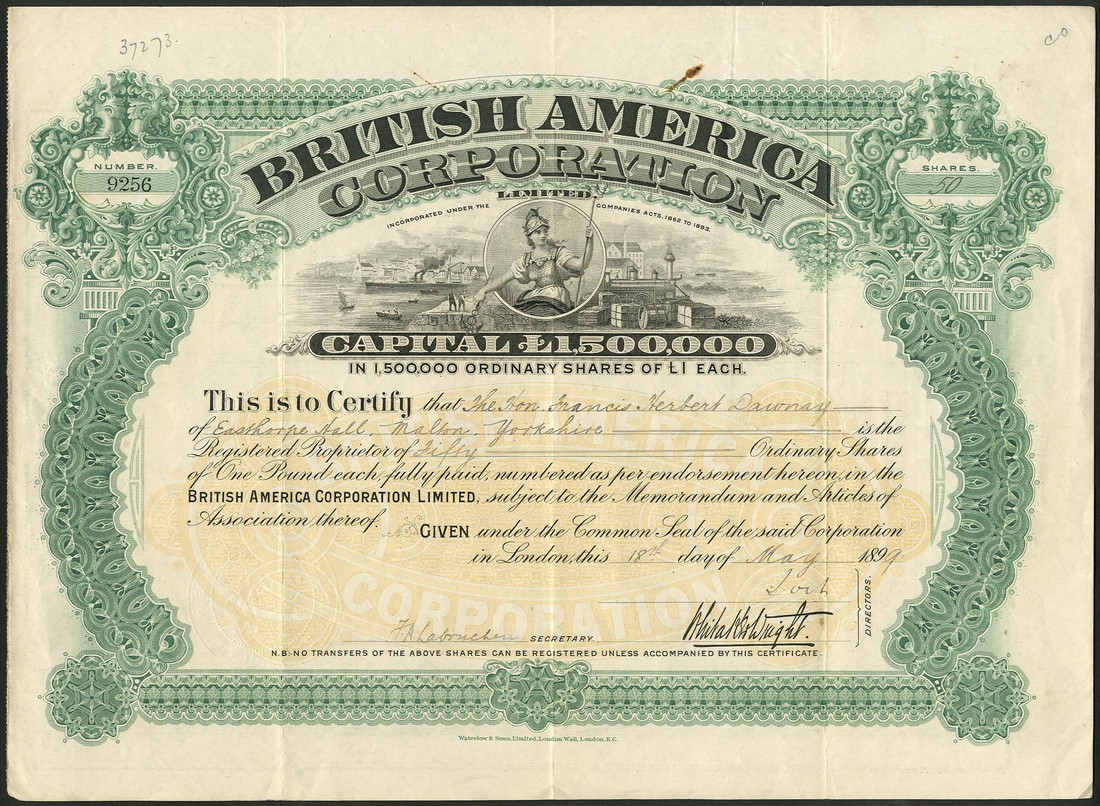 37273.
NUMBER.
9256
SHARES.
50
BRITISH AMERICA
CORPORATION
LIMITED.
INCORPORATED UNDER THE COMPANIES ACTS, 1862 TO 1893.
CAPITAL £1,500,000
IN 1,500,000 ORDINARY SHARES OF £1 EACH.
This is to Certify that The Hon. Francis Herbert Dawnay
of Easthorpe Hall, Malton, Yorkshire is the
Registered Proprietor of Fifty Ordinary Shares
of One Pound each, fully paid, numbered as per endorsement hereon, in the
BRITISH AMERICA CORPORATION LIMITED, subject to the Memorandum and Articles of
Association thereof.
GIVEN under the Common Seal of the said Corporation
in London, this 18th day of May 1899
Loch
DIRECTORS.
Whitaker Wright.
SECRETARY.
N.B:-NO TRANSFERS OF THE ABOVE SHARES CAN BE REGISTERED UNLESS ACCOMPANIED BY THIS CERTIFICATE.
CORPORATION
Waterlow & Sons, Limited, London Wall, London, E.C.